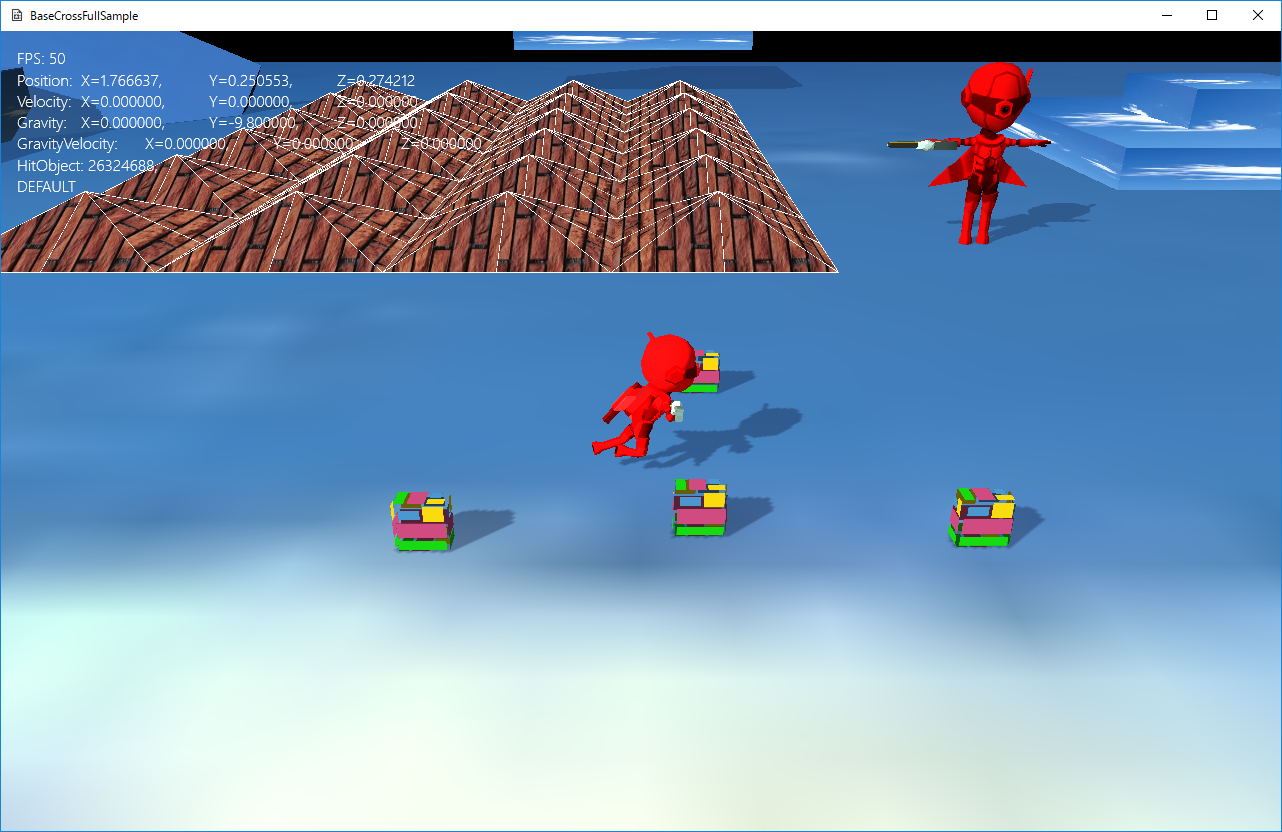 BaseCrossFullSample
FPS: 50
Position: X=1.766637, Y=0.250553, Z=0.274212
Velocity: X=0.000000, Y=0.000000, Z=0.000000
Gravity: X=0.000000, Y=-9.800000 Z=0.000000
GravityVelocity: X=0.000000 Y=0.000000 Z=0.000000
HitObject: 26324688
DEFAULT